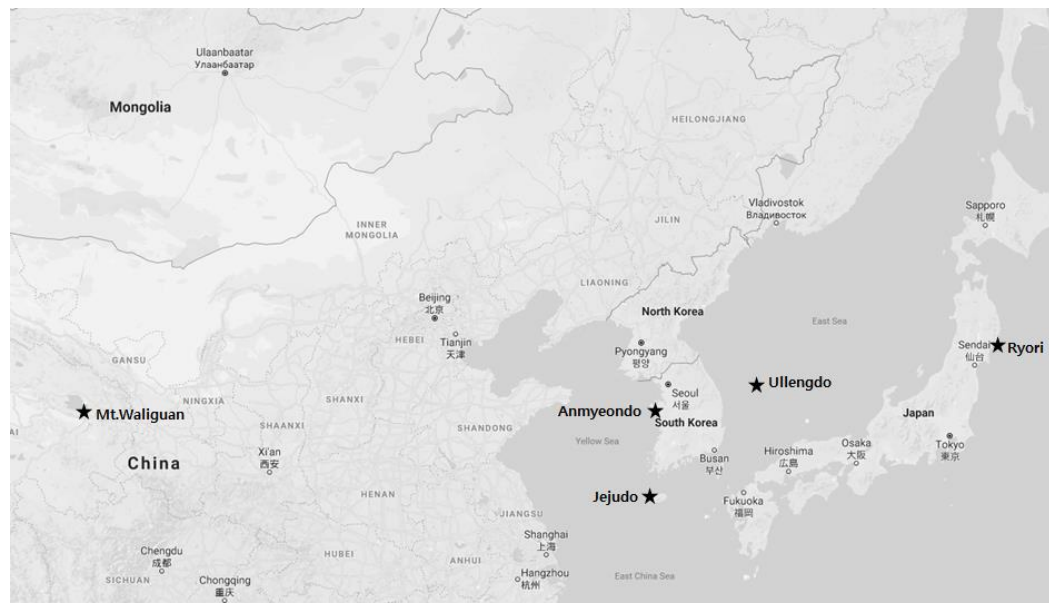 Ulaanbaatar
Улаанбаатар
Mongolia
HEILONGJIANG
Vladivostok
Владивосток
Sapporo
札幌
JILIN
INNER
MONGOLIA
LIAONING
Beijing
北京
North Korea
East Sea
HEBEI
Tianjin
天津
Pyongyang
평양
Sendai
仙台
Ryori
GANSU
Ullengdo
Seoul
서울
NINGXIA
SHANXI
Mt.Waliguan
Anmyeondo
South Korea
Japan
AI
SHAANXI
SHANDONG
Yellow Sea
Tokyo
東京
China
Xi'an
西安
Busan
부산
Hiroshima
広島
Osaka
大阪
HENAN
Jejudo
Fukuoka
福岡
JIANGSU
Shanghai
上海
Chengdu
成都
HUBEI
ANHUI
Hangzhou
杭州
SICHUAN
Chongqing
重庆
East China Sea